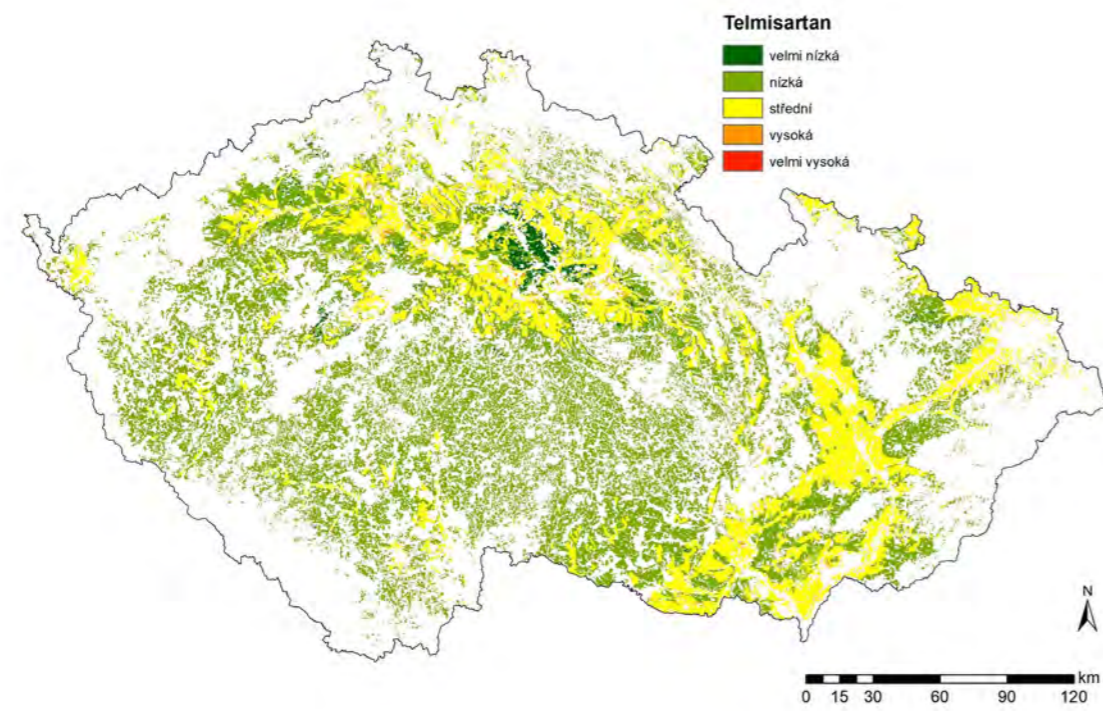 Telmisartan
velmi nízká
nízká
střední
vysoká
velmi vysoká
N
km
0 15 30 60 90 120